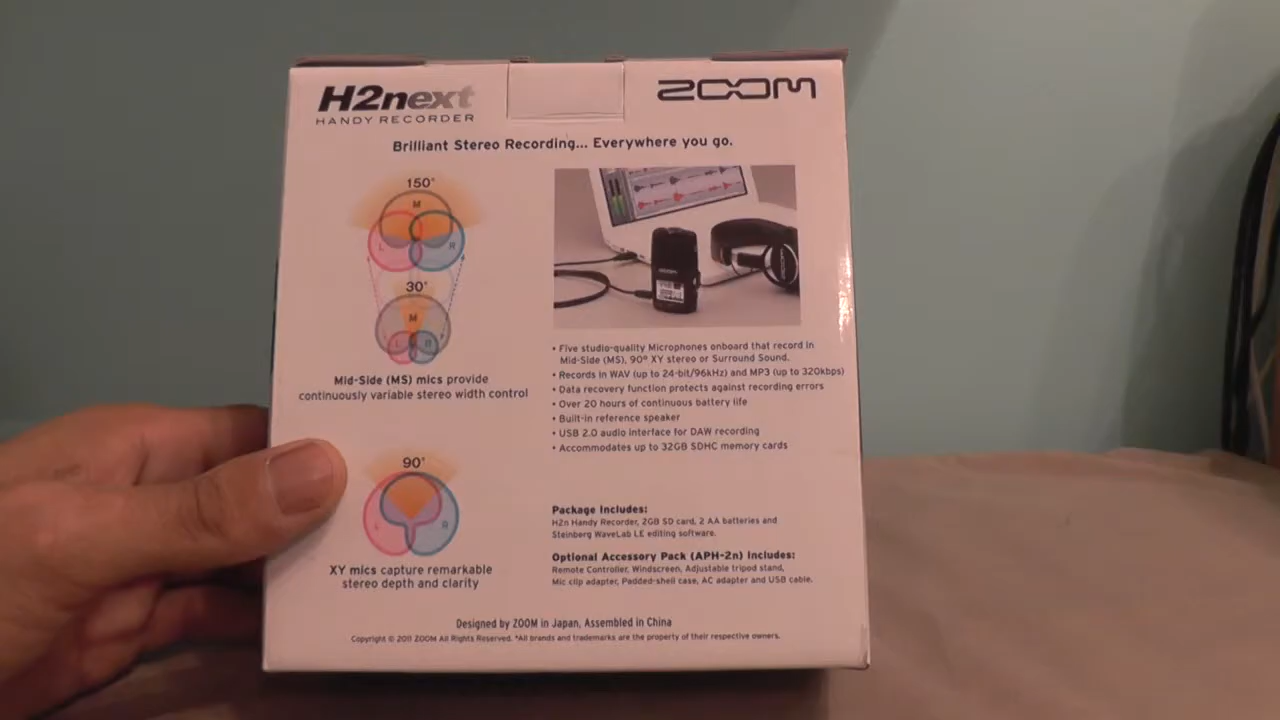 H2next
HANDY RECORDER
ZOOM
Brilliant Stereo Recording... Everywhere you go.
150°
M
L
R
30°
M
L
R
Mid-Side (MS) mics provide
continuously variable stereo width control
90°
L
R
XY mics capture remarkable
stereo depth and clarity
ZOOM
ZOOM
• Five studio-quality Microphones onboard that record in
Mid-Side (MS), 90° XY stereo or Surround Sound.
• Records in WAV (up to 24-bit/96kHz) and MP3 (up to 320kbps)
• Data recovery function protects against recording errors
• Over 20 hours of continuous battery life
• Built-in reference speaker
• USB 2.0 audio interface for DAW recording
• Accommodates up to 32GB SDHC memory cards
Package Includes:
H2n Handy Recorder, 2GB SD card, 2 AA batteries and
Steinberg WaveLab LE editing software.
Optional Accessory Pack (APH-2n) Includes:
Remote Controller, Windscreen, Adjustable tripod stand,
Mic clip adapter, Padded-shell case, AC adapter and USB cable.
Designed by ZOOM in Japan, Assembled in China
Copyright © 2011 ZOOM All Rights Reserved. *All brands and trademarks are the property of their respective owners.